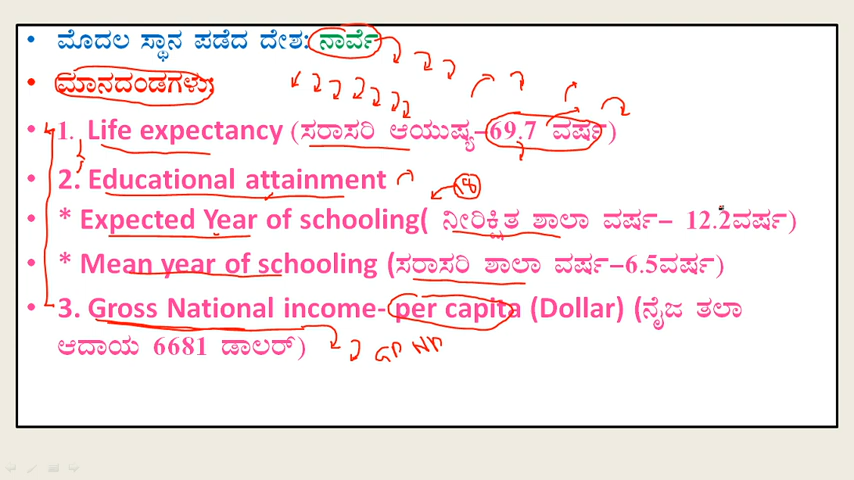 • ಮೊದಲ ಸ್ಥಾನ ಪಡೆದ ದೇಶ: ನಾರ್ವೆ
• ಮಾನದಂಡಗಳು:
• 1. Life expectancy (ಸರಾಸರಿ ಆಯುಷ್ಯ-69.7 ವರ್ಷ)
• 2. Educational attainment
18
• * Expected Year of schooling( ನೀರಿಕ್ಷಿತ ಶಾಲಾ ವರ್ಷ- 12.2ವರ್ಷ)
• * Mean year of schooling (ಸರಾಸರಿ ಶಾಲಾ ವರ್ಷ-6.5ವರ್ಷ)
• 3. Gross National income- per capita (Dollar) (ನೈಜ ತಲಾ
ಆದಾಯ 6681 ಡಾಲರ್)